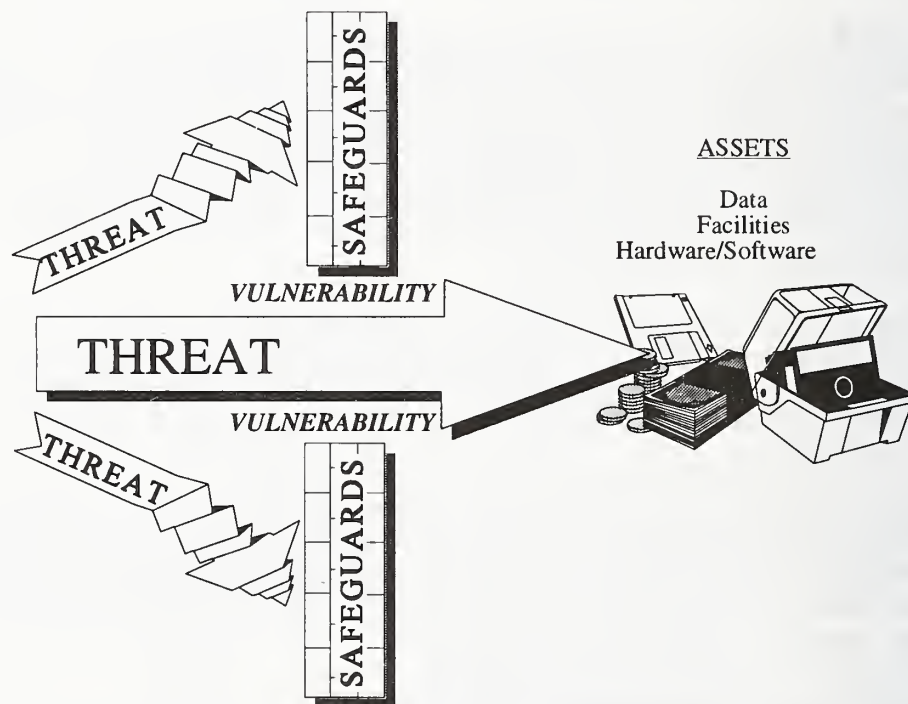 THREAT
SAFEGUARDS
ASSETS
Data
Facilities
Hardware/Software
VULNERABILITY
THREAT
VULNERABILITY
THREAT
SAFEGUARDS